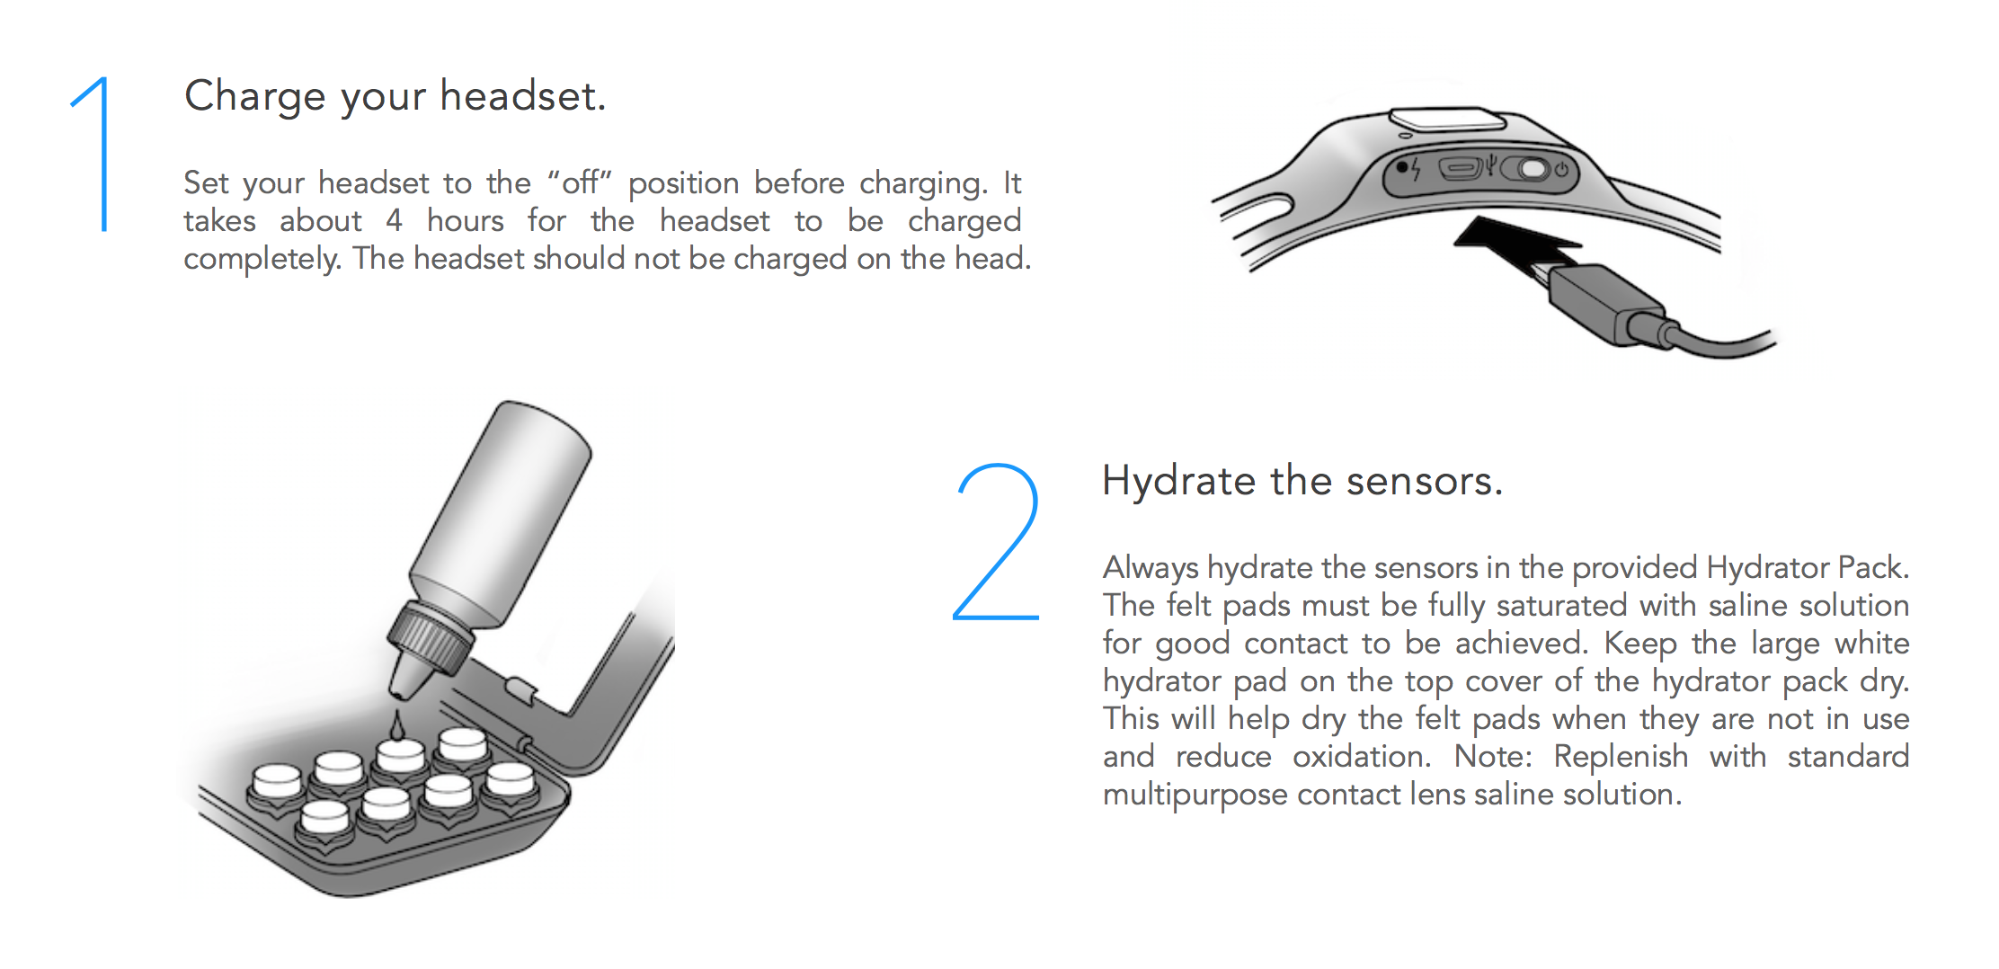 1
Charge your headset.
Set your headset to the “off” position before charging. It
takes about 4 hours for the headset to be charged
completely. The headset should not be charged on the head.
2
Hydrate the sensors.
Always hydrate the sensors in the provided Hydrator Pack.
The felt pads must be fully saturated with saline solution
for good contact to be achieved. Keep the large white
hydrator pad on the top cover of the hydrator pack dry.
This will help dry the felt pads when they are not in use
and reduce oxidation. Note: Replenish with standard
multipurpose contact lens saline solution.